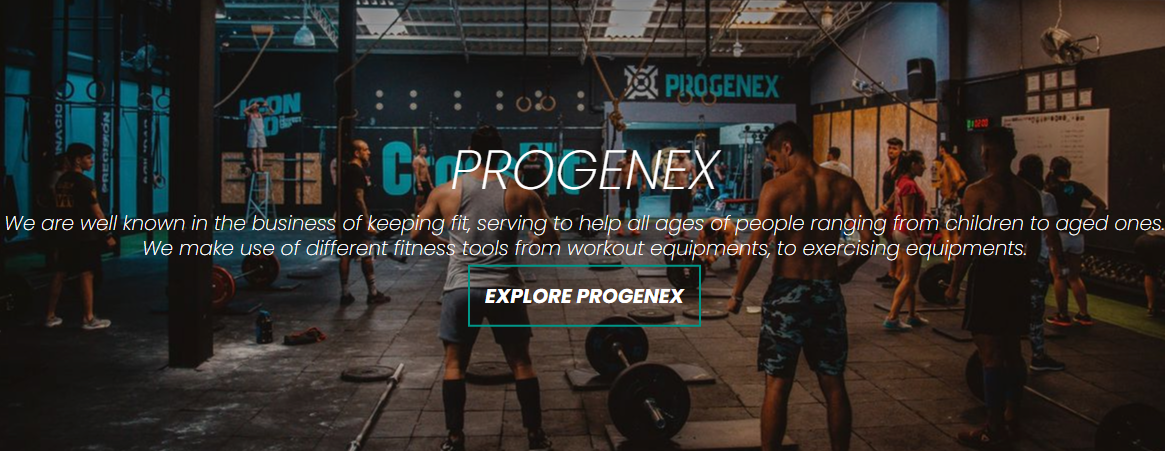 PROGENEX
ICON
PROGENEX
We are well known in the business of keeping fit, serving to help all ages of people ranging from children to aged ones.
We make use of different fitness tools from workout equipments, to exercising equipments.
EXPLORE PROGENEX
PRECISION